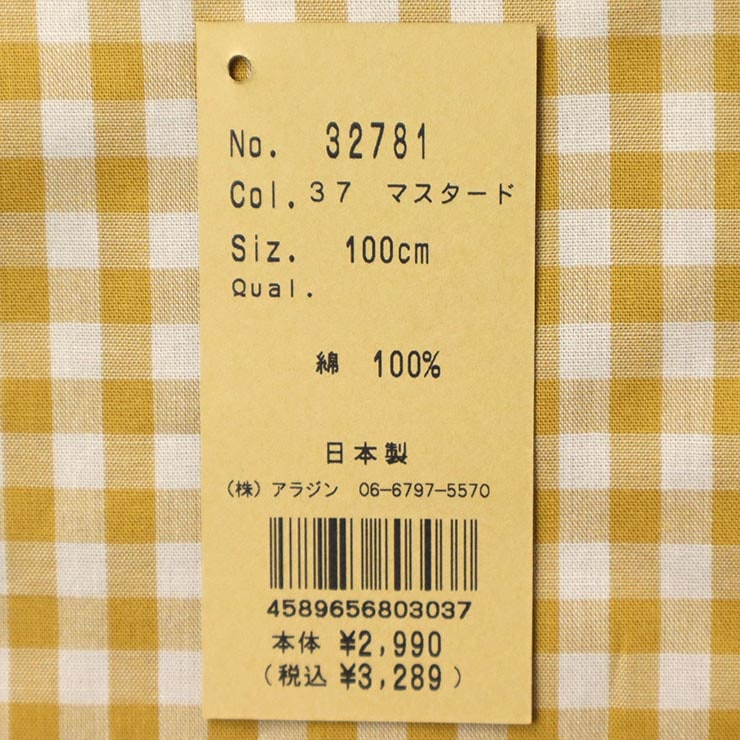 No. 32781
Col.37 マスタード
Siz. 100cm
Qual.
綿 100%
日本製
(株)アラジン 06-6797-5570
4589656803037
本体 ¥2,990
(税込 ¥3,289)